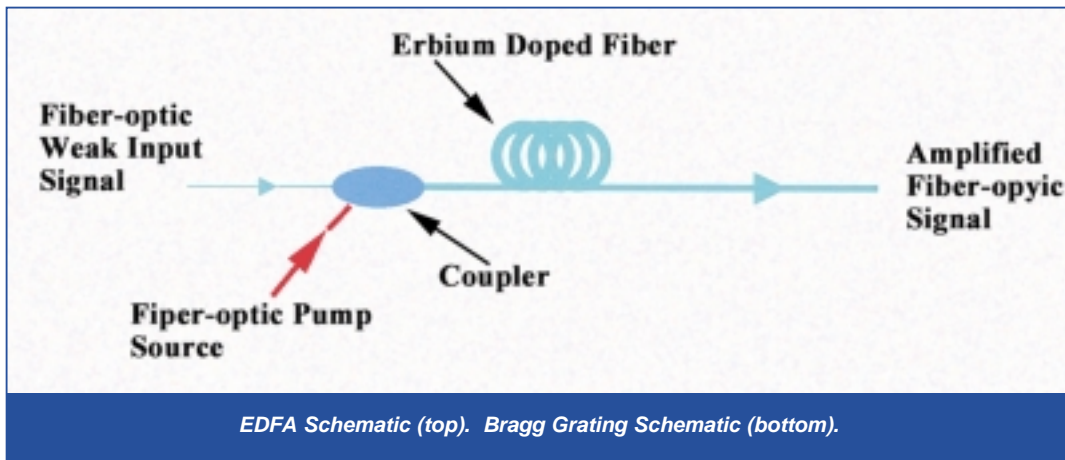 Erbium Doped Fiber
Fiber-optic
Weak Input
Signal
Amplified
Fiber-opyic
Signal
Coupler
Fiper-optic Pump
Source
EDFA Schematic (top).  Bragg Grating Schematic (bottom).